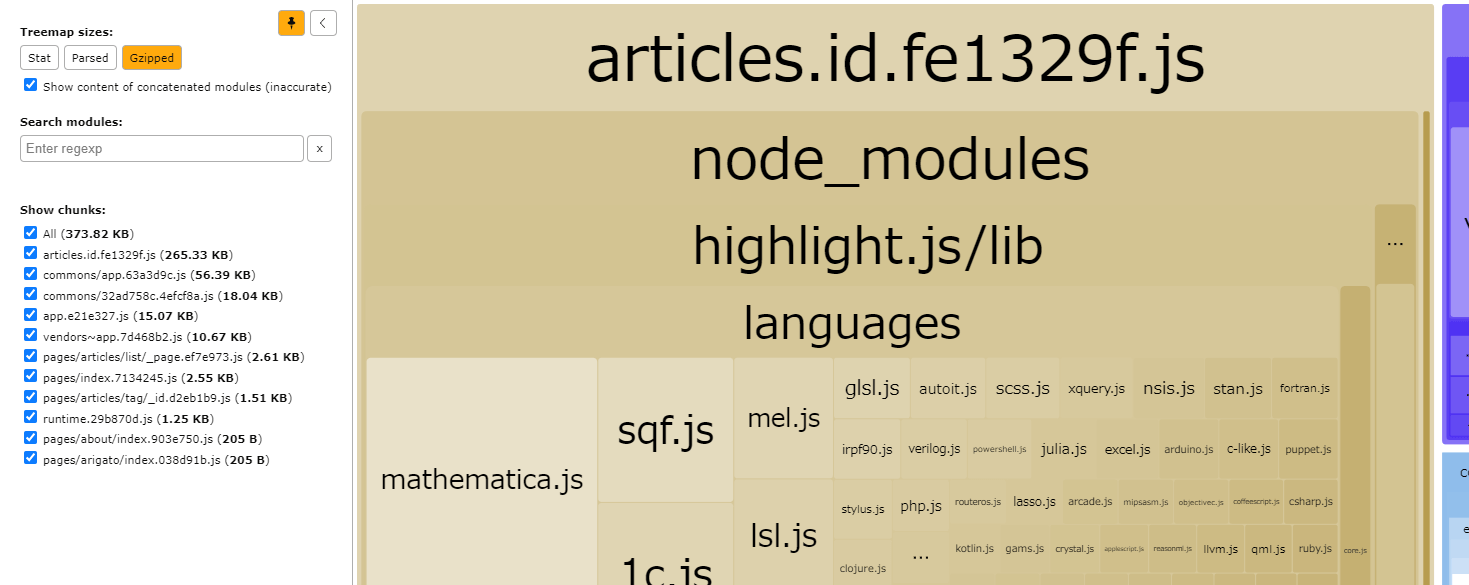 Treemap sizes:
<
Stat Parsed Gzipped
Show content of concatenated modules (inaccurate)
Search modules:
Enter regexp x
Show chunks:
All (373.82 KB)
articles.id.fe1329f.js (265.33 KB)
commons/app.63a3d9c.js (56.39 KB)
commons/32ad758c.4efcf8a.js (18.04 KB)
app.e21e327.js (15.07 KB)
vendors~app.7d468b2.js (10.67 KB)
pages/articles/list/_page.ef7e973.js (2.61 KB)
pages/index.7134245.js (2.55 KB)
pages/articles/tag/_id.d2eb1b9.js (1.51 KB)
runtime.29b870d.js (1.25 KB)
pages/about/index.903e750.js (205 B)
pages/arigato/index.038d91b.js (205 B)
articles.id.fe1329f.js
node_modules
highlight.js/lib
...
languages
mathematica.js
sqf.js
1c.js
mel.js
lsl.js
glsl.js autoit.js scss.js xquery.js nsis.js stan.js fortran.js
irpf90.js verilog.js powershell.js julia.js excel.js arduino.js c-like.js puppet.js
stylus.js php.js routeros.js lasso.js arcade.js mipsasm.js objectivec.js coffeescript.js csharp.js
clojure.js ... kotlin.js gams.js crystal.js applescript.js reasonml.js llvm.js qml.js ruby.js
core.js